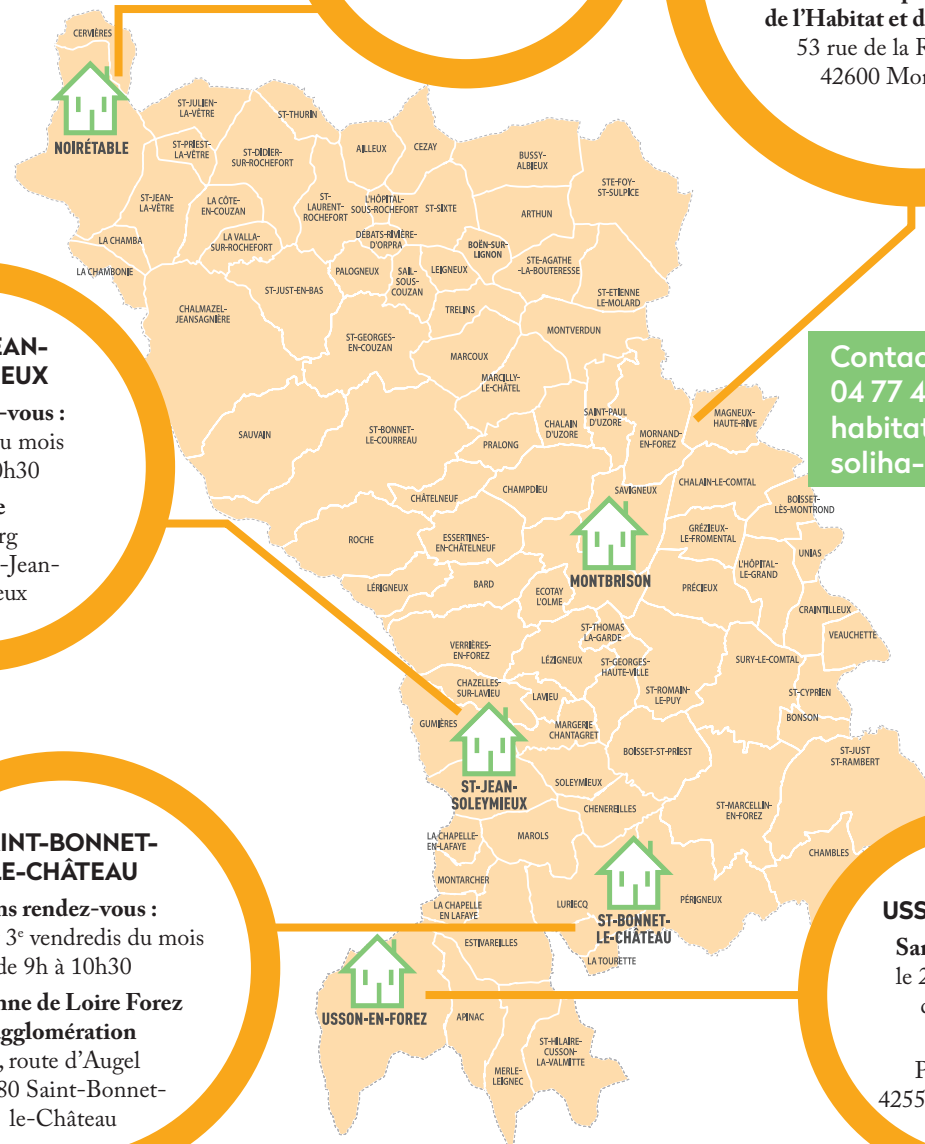 de l'Habitat et d
53 rue de la R
42600 Mor
CERVIÈRES
NOIRÉTABLE
ST-JULIEN-
LA-VÊTRE
ST-THURIN
ST-PRIEST-
LA-VÊTRE
ST-DIDIER-
SUR-ROCHEFORT
AILLEUX
CEZAY
BUSSY-
ALBIEUX
STE-FOY-
ST-SULPICE
ST-JEAN-
LA-VÊTRE
LA CÔTE-
EN-COUZAN
ST-
LAURENT-
ROCHEFORT
L'HÔPITAL-
SOUS-ROCHEFORT
ST-SIXTE
ARTHUN
LA CHAMBA
LA VALLA-
SUR-ROCHEFORT
DÉBATS-RIVIÈRE-
D'ORPRA
BOËN-SUR-
LIGNON
STE-AGATHE
-LA-BOUTERESSE
LA CHAMBONIE
PALOGNEUX
SAIL-
SOUS-
COUZAN
LEIGNEUX
ST-JUST-EN-BAS
ST-ETIENNE
LE-MOLARD
CHALMAZEL-
JEANSAGNIÈRE
TRELINS
ST-GEORGES-
EN-COUZAN
MONTVERDUN
MARCOUX
MARCILLY-
LE-CHÂTEL
EAN-
EUX
-vous :
u mois
0h30
e
rg
-Jean-
eux
Contac
04 77 4
habitat
soliha-
SAUVAIN
ST-BONNET-
LE-COURREAU
PRALONG
CHALAIN
D'UZORE
SAINT-PAUL
D'UZORE
MORNAND-
EN-FOREZ
MAGNEUX-
HAUTE-RIVE
CHÂTELNEUF
CHAMPDIEU
SAVIGNEUX
CHALAIN-LE-COMTAL
BOISSET-
LÈS-MONTROND
ROCHE
ESSERTINES-
EN-CHÂTELNEUF
GRÉZIEUX-
LE-FROMENTAL
UNIAS
L'HÔPITAL-
LE-GRAND
MONTBRISON
LÉRIGNEUX
BARD
ECOTAY
L'OLME
PRÉCIEUX
CRAINTILLEUX
VEAUCHETTE
ST-THOMAS
LA-GARDE
VERRIÈRES-
EN-FOREZ
LÉZIGNEUX
ST-GEORGES-
HAUTE-VILLE
SURY-LE-COMTAL
CHAZELLES-
SUR-LAVIEU
LAVIEU
ST-ROMAIN-
LE-PUY
ST-CYPRIEN
BONSON
GUMIÈRES
MARGERIE
CHANTAGRET
BOISSET-ST-PRIEST
ST-JUST
ST-RAMBERT
ST-JEAN-
SOLEYMIEUX
SOLEYMIEUX
CHENEREILLES
ST-MARCELLIN-
EN-FOREZ
LA-CHAPELLE-
EN-LAFAYE
MAROLS
CHAMBLES
MONTARCHER
LA CHAPELLE
EN LAFAYE
LURIECQ
PÉRIGNEUX
ST-BONNET-
LE-CHÂTEAU
LA TOURETTE
ESTIVAREILLES
USSON-EN-FOREZ
APINAC
ST-HILAIRE-
CUSSON-
LA-VALMITTE
MERLE-
LEIGNEC
INT-BONNET-
LE-CHÂTEAU
ns rendez-vous :
3e vendredis du mois
de 9h à 10h30
nne de Loire Forez
gglomération
, route d'Augel
80 Saint-Bonnet-
le-Château
USS
San
le 2
P
4255